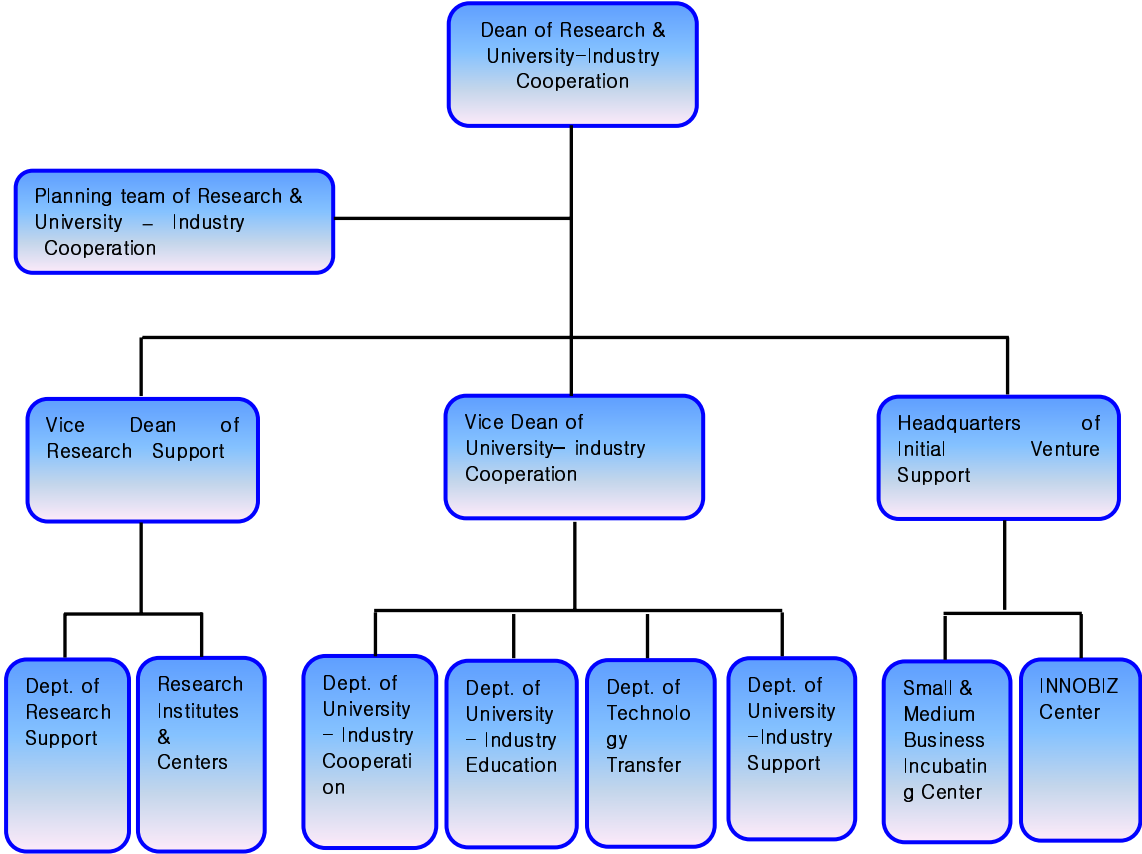 Dean of Research &
University-Industry
Cooperation
Planning team of Research &
University – Industry
Cooperation
Vice Dean of
Research Support
Vice Dean of
University– industry
Cooperation
Headquarters of
Initial Venture
Support
Dept. of
Research
Support
Research
Institutes
&
Centers
Dept. of
University
- Industry
Cooperati
on
Dept. of
University
- Industry
Education
Dept. of
Technolo
gy
Transfer
Dept. of
University
-Industry
Support
Small &
Medium
Business
Incubatin
g Center
INNOBIZ
Center